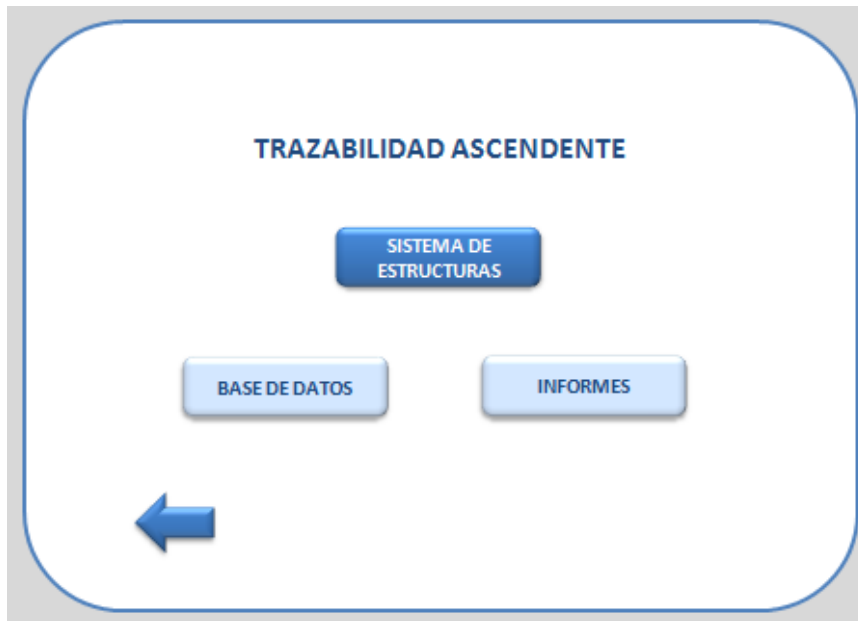 TRAZABILIDAD ASCENDENTE
SISTEMA DE
ESTRUCTURAS
BASE DE DATOS
INFORMES